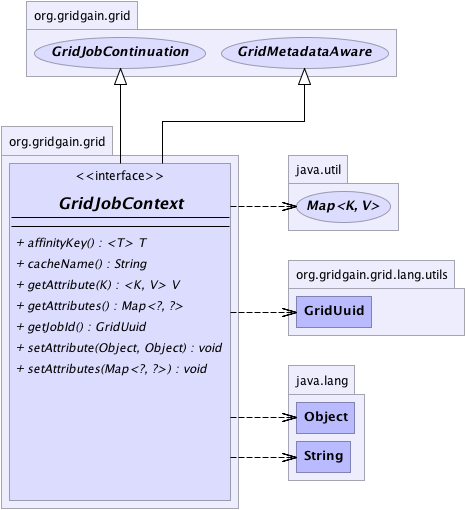 org.gridgain.grid
GridJobContinuation
GridMetadataAware
org.gridgain.grid
<<interface>>
GridJobContext
+ affinityKey() : <T> T
+ cacheName() : String
+ getAttribute(K) : <K, V> V
+ getAttributes() : Map<?, ?>
+ getJobId() : GridUuid
+ setAttribute(Object, Object) : void
+ setAttributes(Map<?, ?>) : void
java.util
Map<K, V>
org.gridgain.grid.lang.utils
GridUuid
java.lang
Object
String